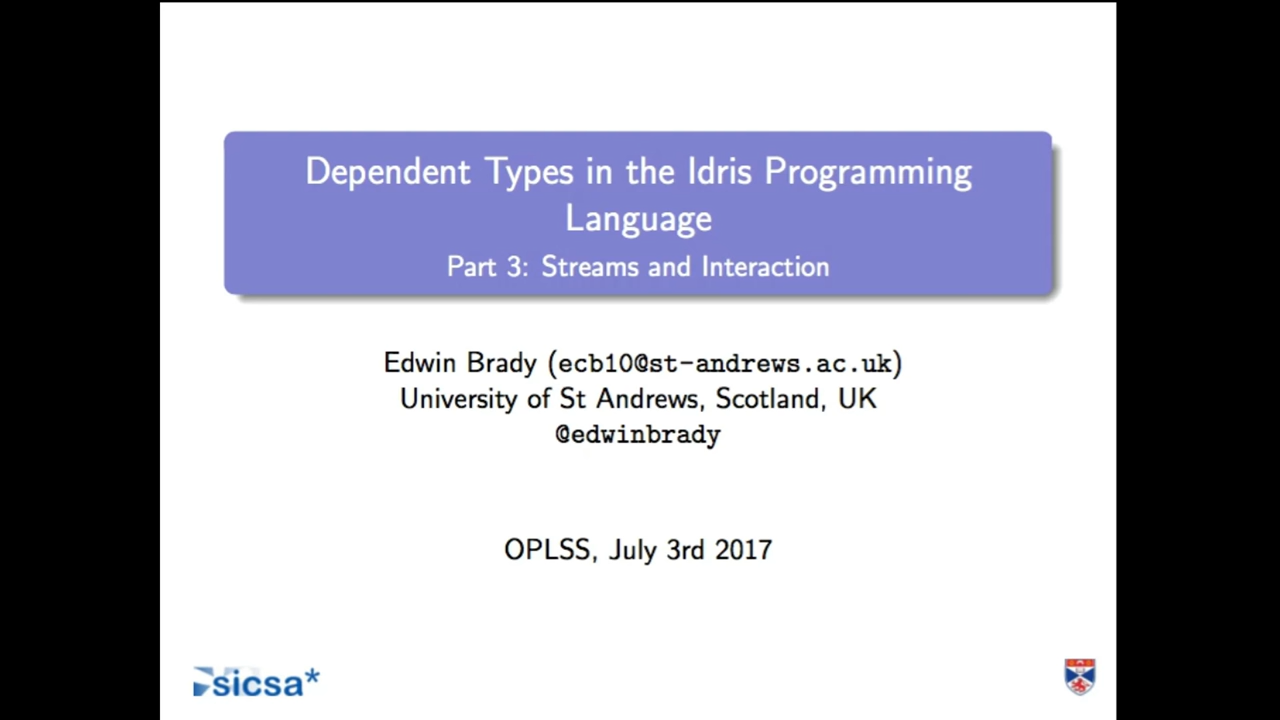 Dependent Types in the Idris Programming
Language
Part 3: Streams and Interaction
Edwin Brady (ecb10@st-andrews.ac.uk)
University of St Andrews, Scotland, UK
@edwinbrady
OPLSS, July 3rd 2017
sicsa*